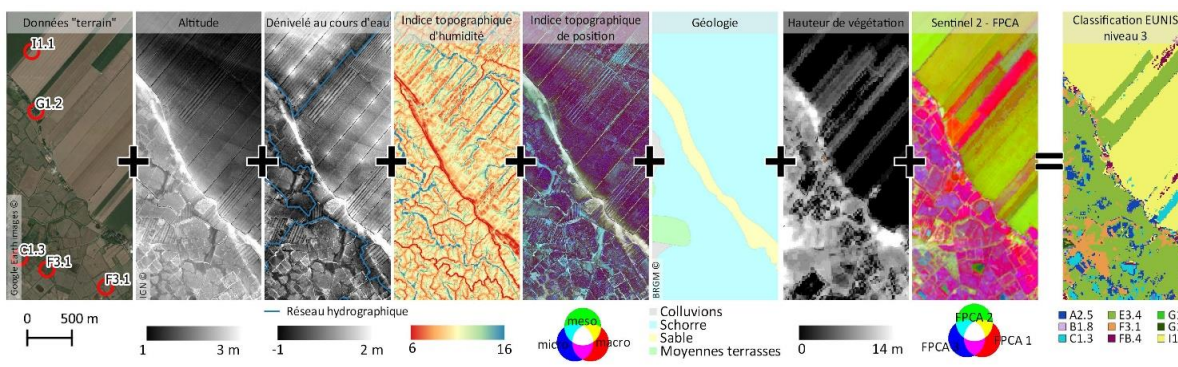 Données "terrain"
Altitude
Dénivelé au cours d'eau
Indice topographique
d'humidité
Indice topographique
de position
Géologie
Hauteur de végétation
Sentinel 2 - FPCA
Classification EUNIS
niveau 3
I1.1
G1.2
C1.3
F3.1
F3.1
Google Earth images ©
IGN ©
BRGM ©
+ + + + + + + =
0 500 m
1 3 m
Réseau hydrographique
-1 2 m
6 16
meso
micro
macro
Colluvions
Schorre
Sable
Moyennes terrasses
0 14 m
FPCA 2
FPCA
FPCA 1
A2.5
B1.8
C1.3
E3.4
F3.1
FB.4
G
G
I1